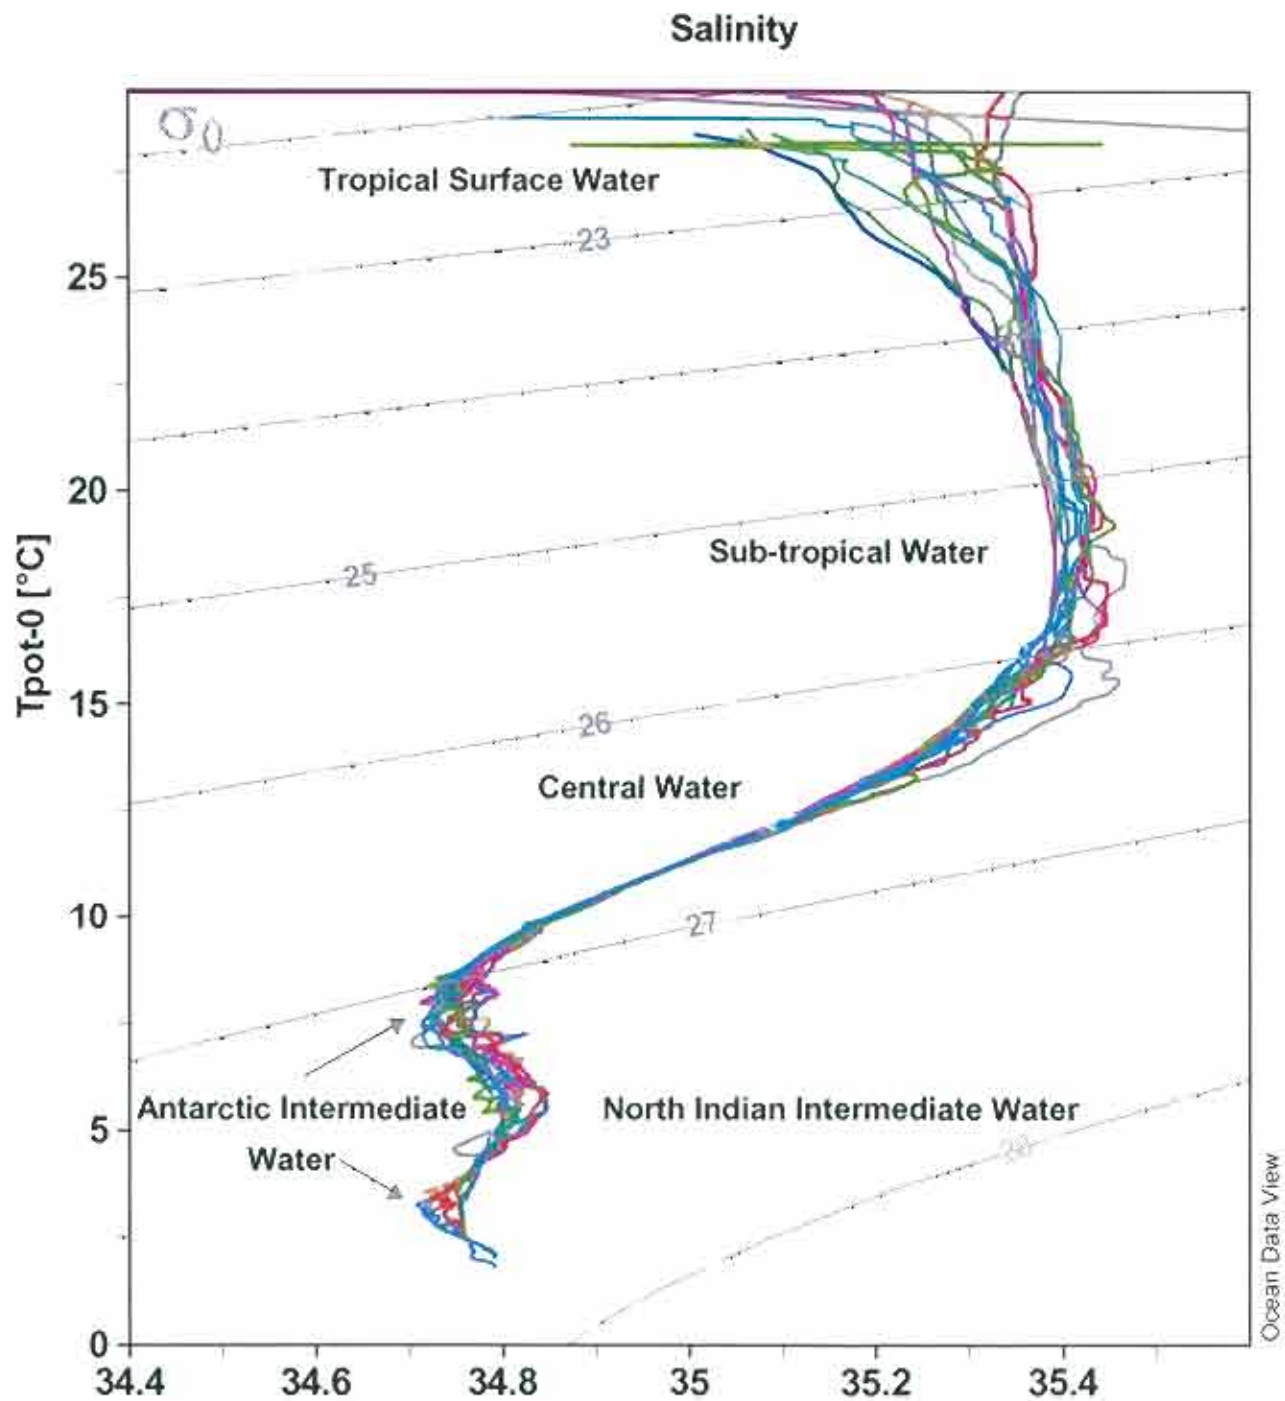 Salinity
σ0
Tropical Surface Water
23
25
20
Sub-tropical Water
25
Tpot-0 [°C]
15
26
Central Water
10
27
Antarctic Intermediate
Water
North Indian Intermediate Water
5
28
Ocean Data View
0
34.4 34.6 34.8 35 35.2 35.4